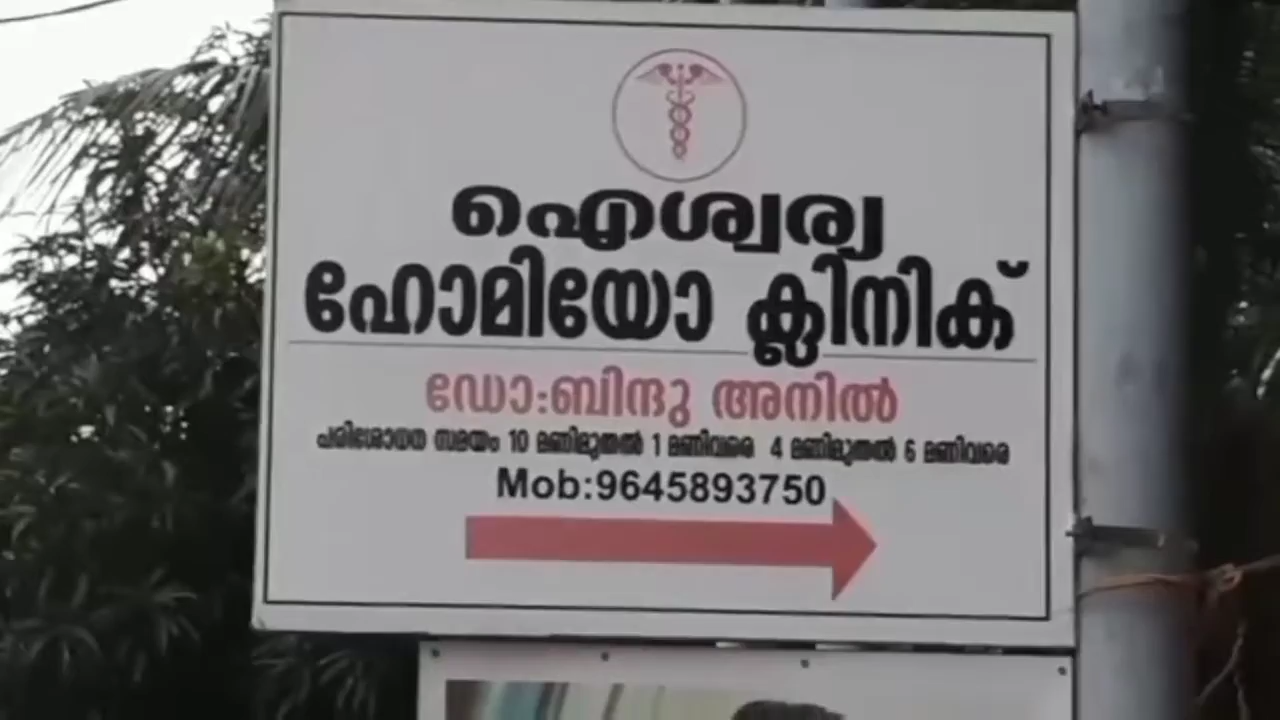 ഐശ്വര്യ
ഹോമിയോ ക്ലിനിക്
ഡോ:ബിന്ദു അനിൽ
പരിശോധന സമയം 10 മണിമുതൽ 1 മണിവരെ 4 മണിമുതൽ 6 മണിവരെ
Mob:9645893750